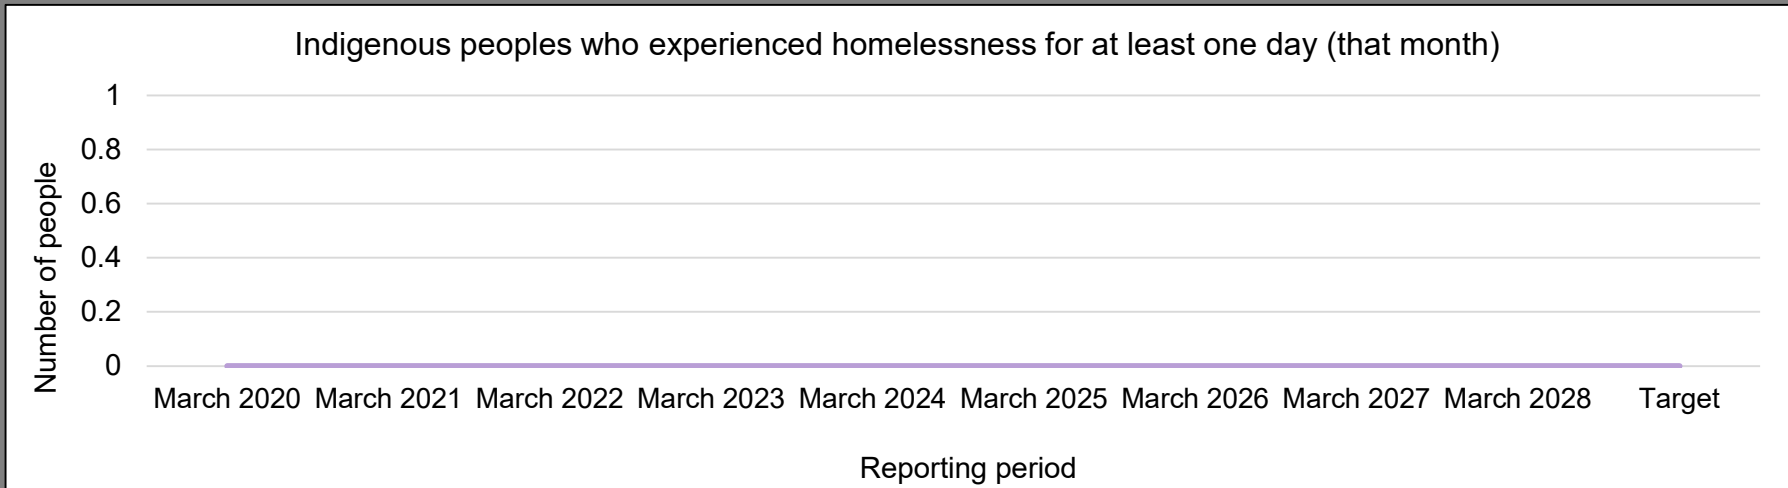 Indigenous peoples who experienced homelessness for at least one day (that month)
1
0.8
0.6
0.4
0.2
0
Number of people
March 2020 March 2021 March 2022 March 2023 March 2024 March 2025 March 2026 March 2027 March 2028 Target
Reporting period